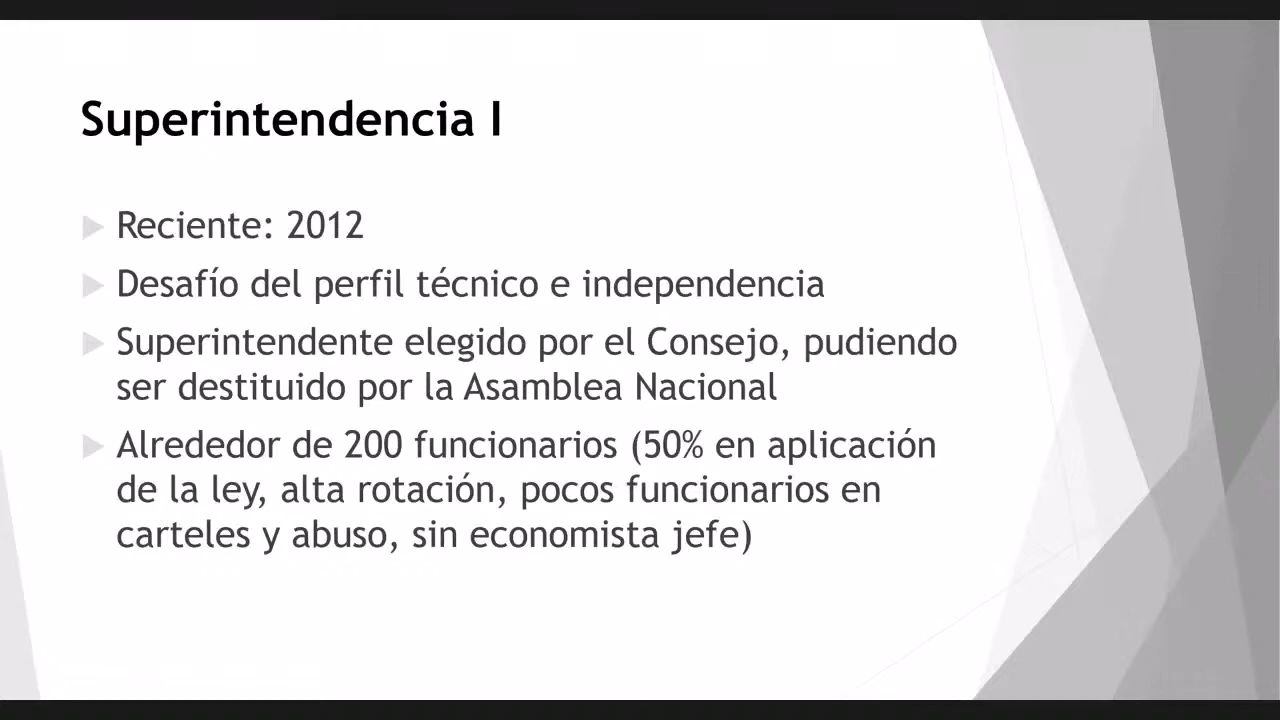 Superintendencia I
Reciente: 2012
Desafío del perfil técnico e independencia
Superintendente elegido por el Consejo, pudiendo
ser destituido por la Asamblea Nacional
Alrededor de 200 funcionarios (50% en aplicación
de la ley, alta rotación, pocos funcionarios en
carteles y abuso, sin economista jefe)